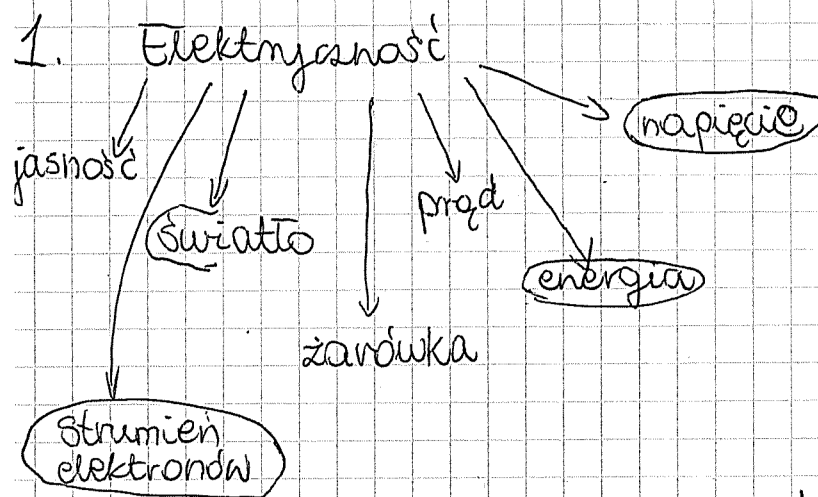 1. Elektryczność
napięcie
jasność
prąd
światło
energia
żarówka
strumień
elektronów